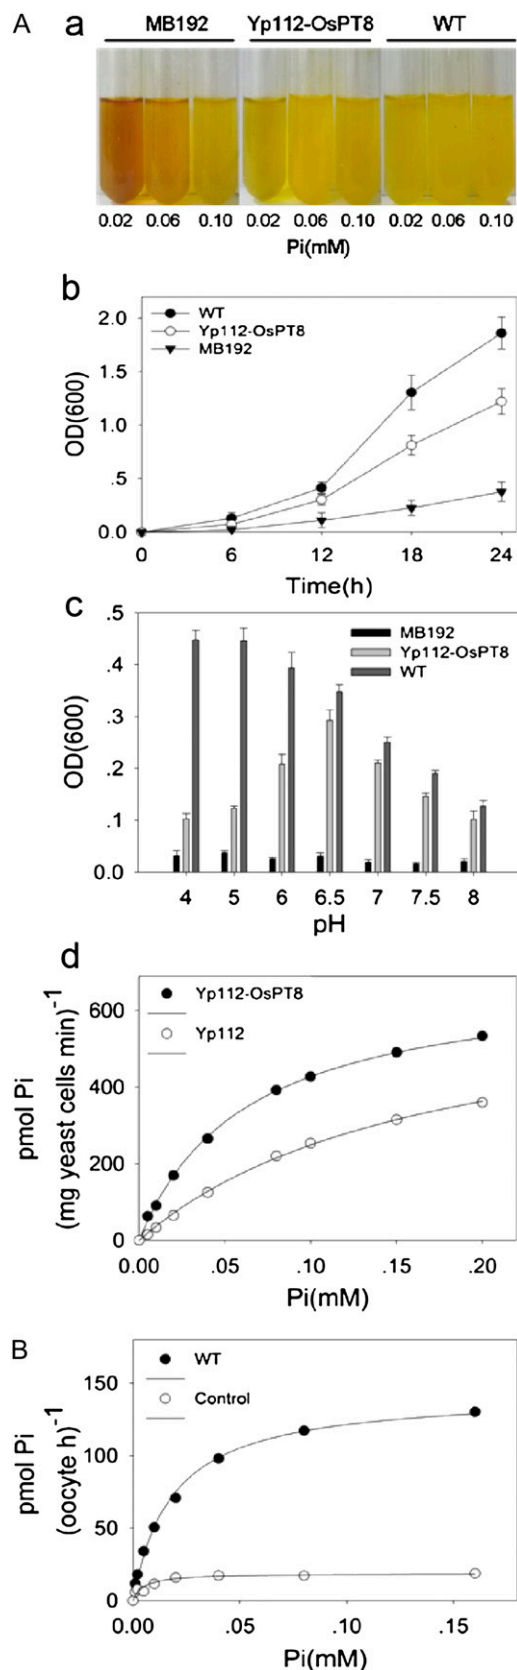 A a MB192 Yp112-OsPT8 WT
0.02 0.06 0.10 0.02 0.06 0.10 0.02 0.06 0.10
Pi(mM)
b
WT
Yp112-OsPT8
MB192
2.0
1.5
1.0
.5
0.0
OD(600)
0 6 12 18 24
Time(h)
c
MB192
Yp112-OsPT8
WT
.5
.4
.3
.2
.1
0.0
OD(600)
4 5 6 6.5 7 7.5 8
pH
d
Yp112-OsPT8
Yp112
600
400
200
0
pmol Pi
(mg yeast cells min)⁻¹
0.00 .05 .10 .15 .20
Pi(mM)
B
WT
Control
150
100
50
0
pmol Pi
(oocyte h)⁻¹
0.00 .05 .10 .15
Pi(mM)